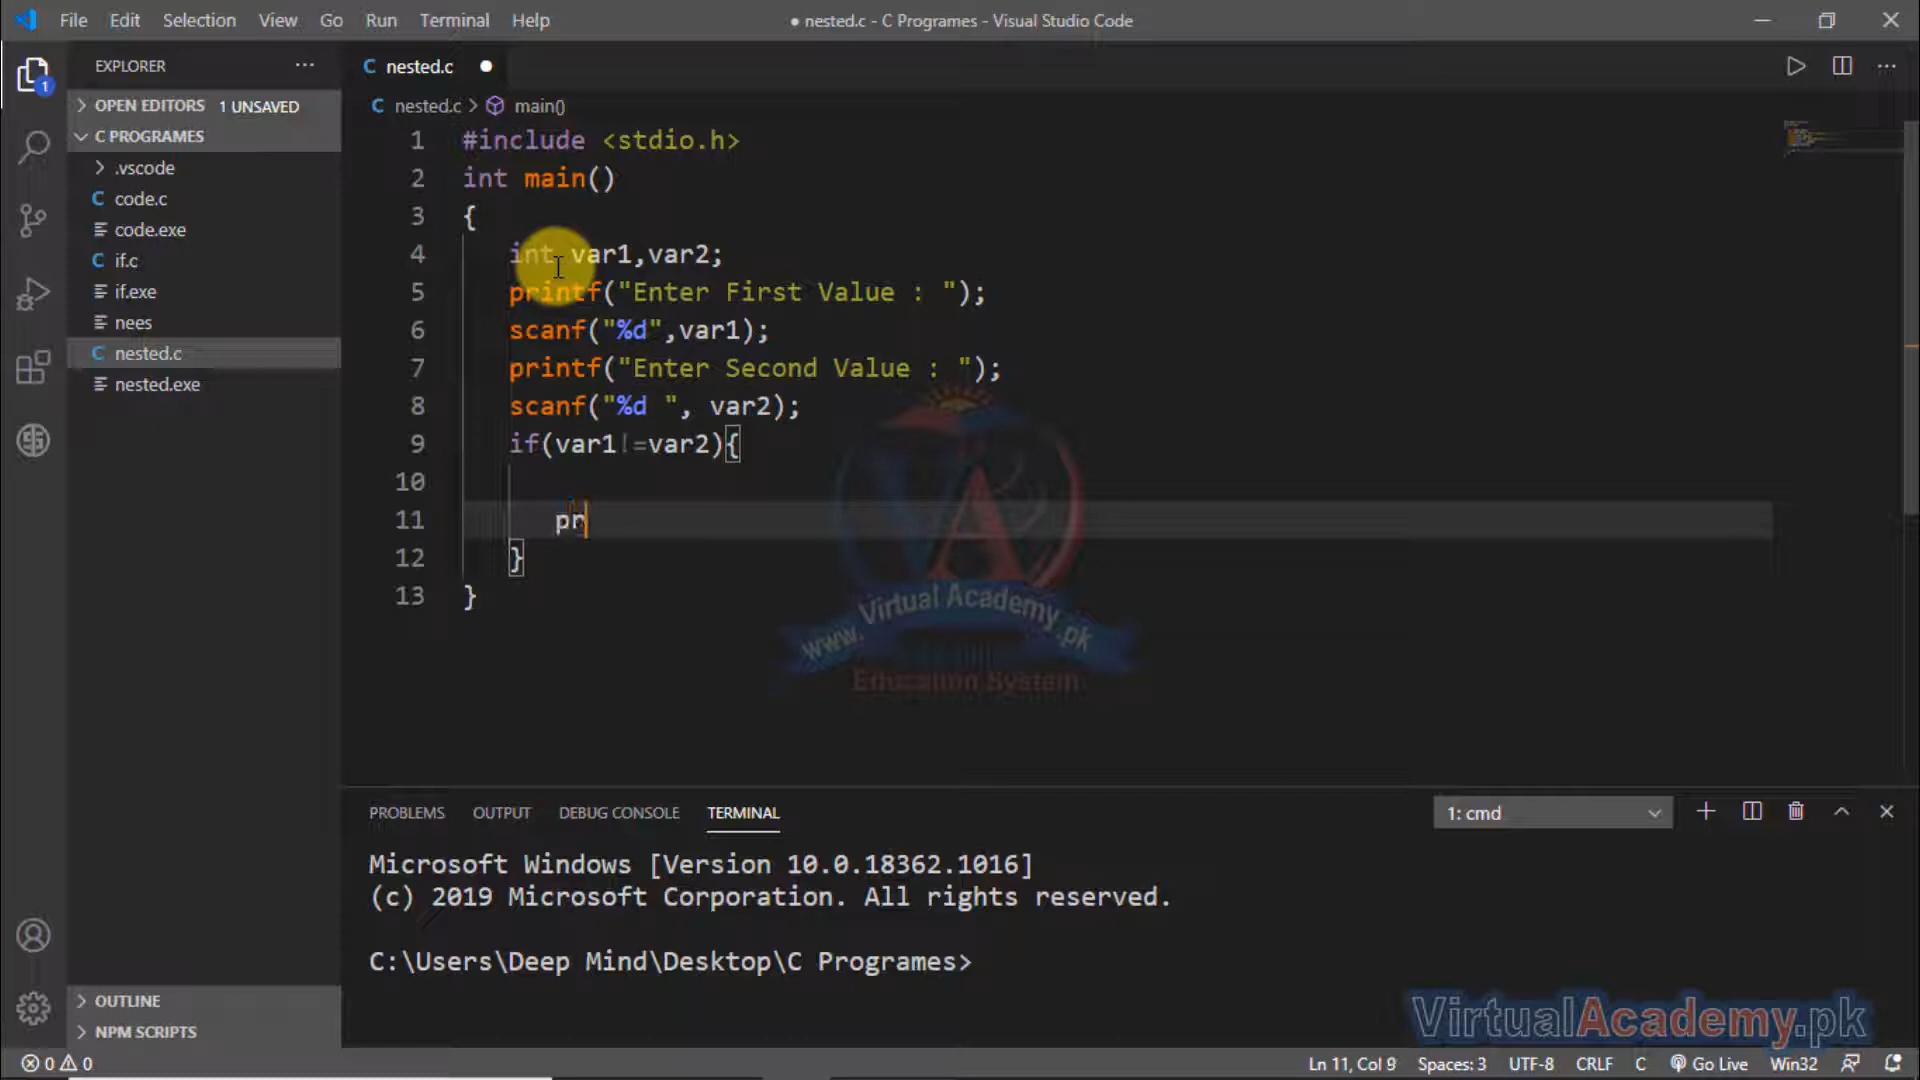 File Edit Selection View Go Run Terminal Help
● nested.c - C Programes - Visual Studio Code
EXPLORER
1
OPEN EDITORS 1 UNSAVED
C PROGRAMES
.vscode
C code.c
code.exe
C if.c
if.exe
nees
C nested.c
nested.exe
OUTLINE
NPM SCRIPTS
C nested.c ●
C nested.c > main()
1 #include <stdio.h>
2 int main()
3 {
4 int var1,var2;
5 printf("Enter First Value : ");
6 scanf("%d",var1);
7 printf("Enter Second Value : ");
8 scanf("%d ", var2);
9 if(var1!=var2){
10
11 pr
12 }
13 }
VA
www.VirtualAcademy.pk
Education System
PROBLEMS OUTPUT DEBUG CONSOLE TERMINAL
1: cmd
Microsoft Windows [Version 10.0.18362.1016]
(c) 2019 Microsoft Corporation. All rights reserved.
C:\Users\Deep Mind\Desktop\C Programes>
VirtualAcademy.pk
0 0
Ln 11, Col 9 Spaces: 3 UTF-8 CRLF C Go Live Win32